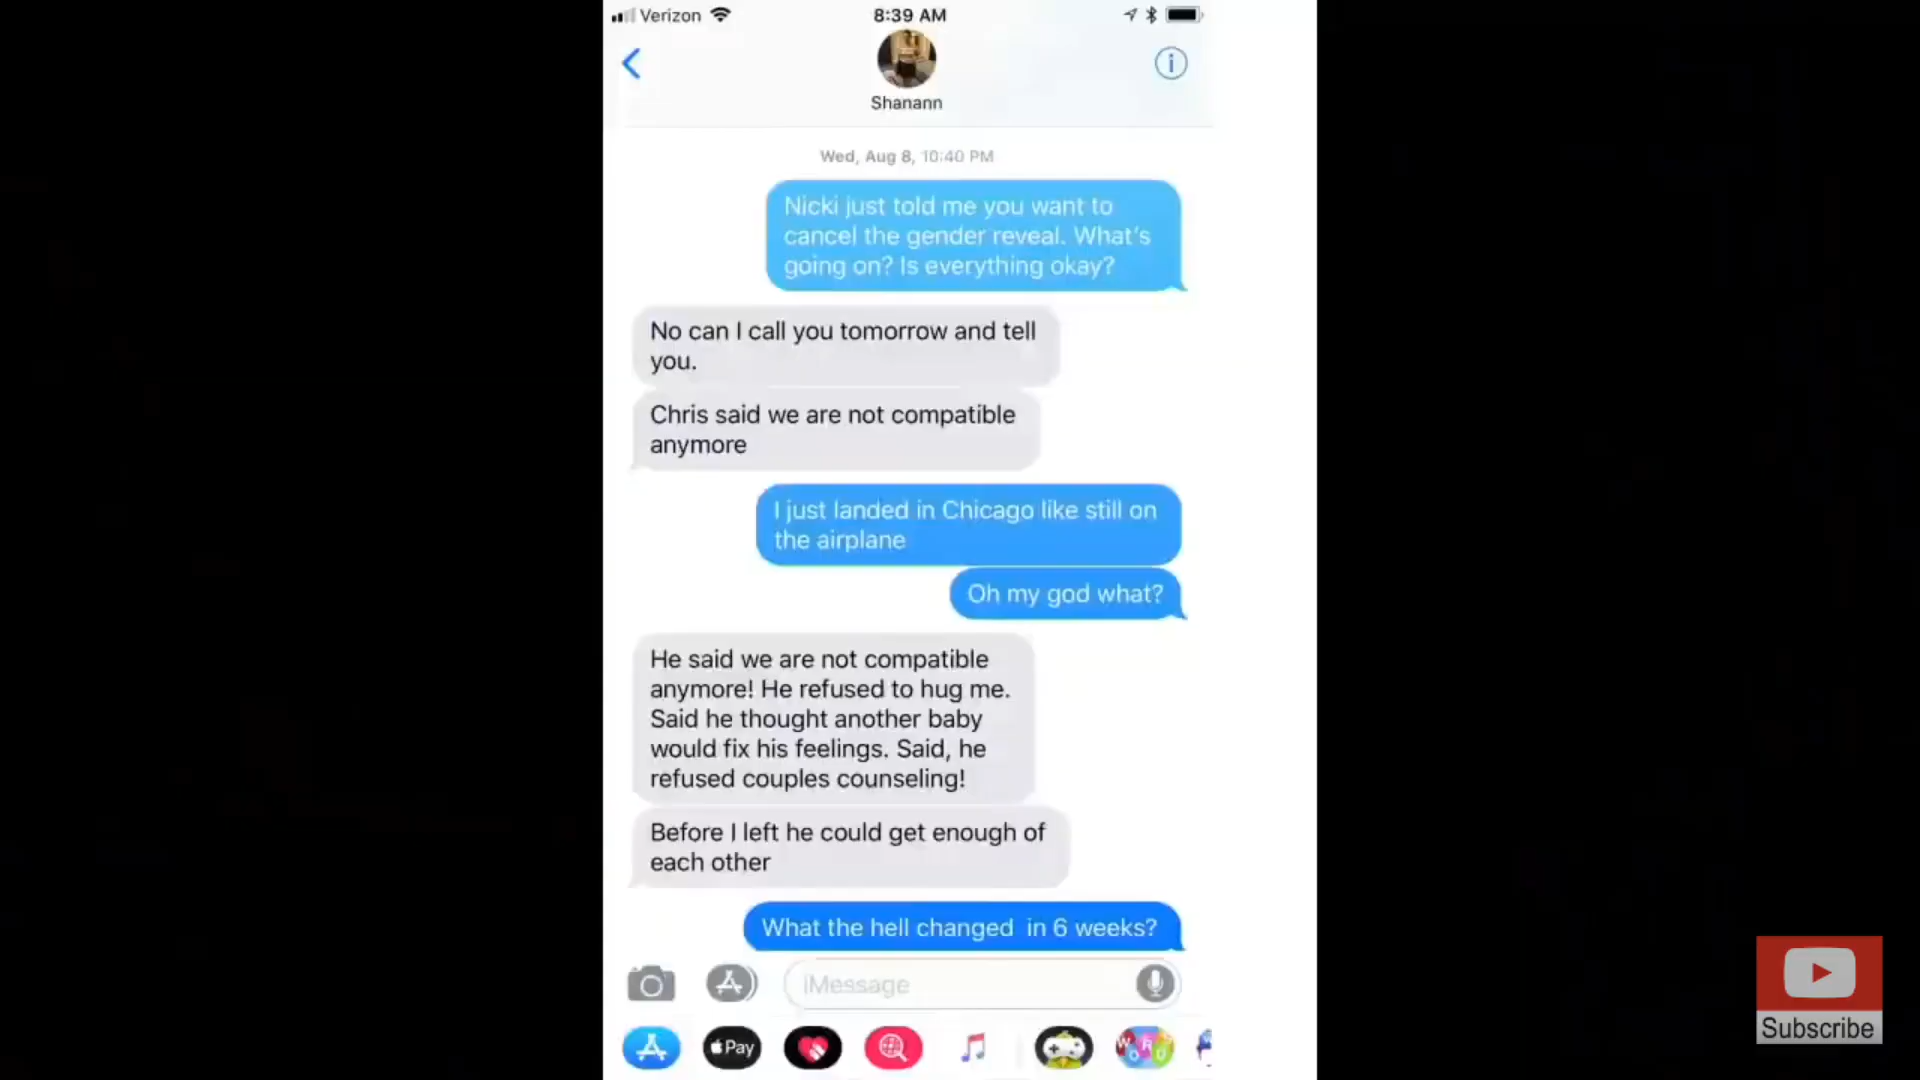 Verizon
8:39 AM
Shanann
Wed, Aug 8, 10:40 PM
Nicki just told me you want to
cancel the gender reveal. What's
going on? Is everything okay?
No can I call you tomorrow and tell
you.
Chris said we are not compatible
anymore
I just landed in Chicago like still on
the airplane
Oh my god what?
He said we are not compatible
anymore! He refused to hug me.
Said he thought another baby
would fix his feelings. Said, he
refused couples counseling!
Before I left he could get enough of
each other
What the hell changed  in 6 weeks?
iMessage
Pay
WORD
Subscribe